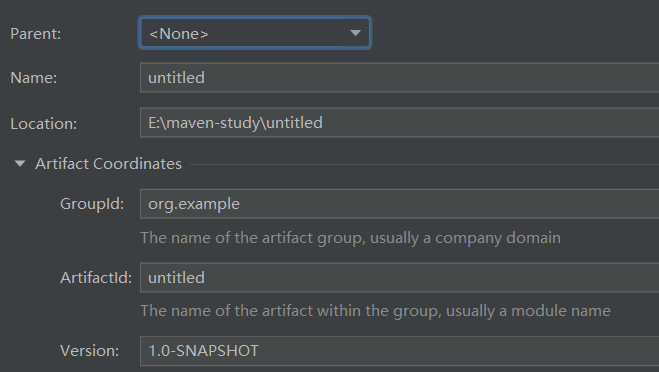 Parent: <None>
Name: untitled
Location: E:\maven-study\untitled
Artifact Coordinates
GroupId: org.example
The name of the artifact group, usually a company domain
ArtifactId: untitled
The name of the artifact within the group, usually a module name
Version: 1.0-SNAPSHOT